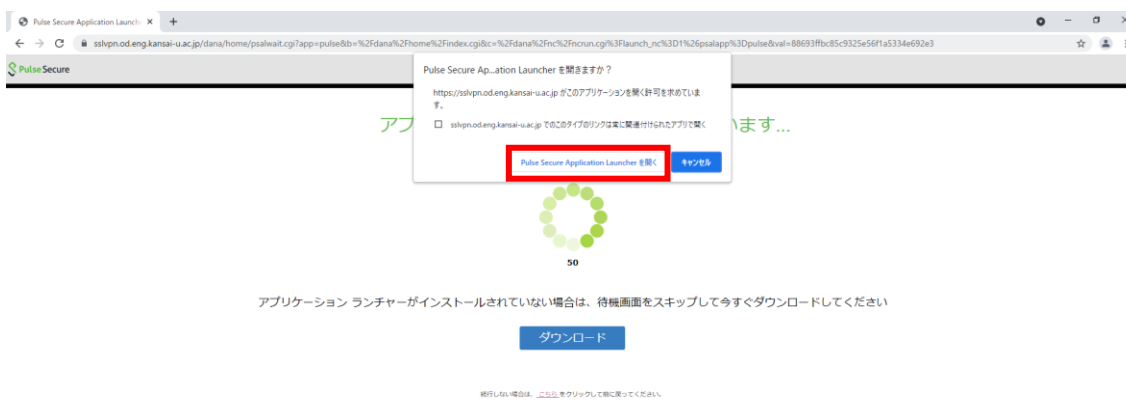 Pulse Secure Application Launch
sslvpn.od.eng.kansai-u.ac.jp/dana/home/psalwait.cgi?app=pulse&b=%2Fdana%2Fhome%2Findex.cgi&c=%2Fdana%2Fnc%2Fncrun.cgi%3Flaunch_nc%3D1%26psalapp%3Dpulse&val=88693ffbc85c9325e56f1a5334e692e3
Pulse Secure
Pulse Secure Ap...ation Launcher を開きますか？
https://sslvpn.od.eng.kansai-u.ac.jp がこのアプリケーションを開く許可を求めていま
す。
アプ
います...
sslvpn.od.eng.kansai-u.ac.jp でのこのタイプのリンクは常に関連付けられたアプリで開く
Pulse Secure Application Launcher を開く
キャンセル
50
アプリケーション ランチャーがインストールされていない場合は、待機画面をスキップして今すぐダウンロードしてください
ダウンロード
続行しない場合は、こちら をクリックして前に戻ってください。